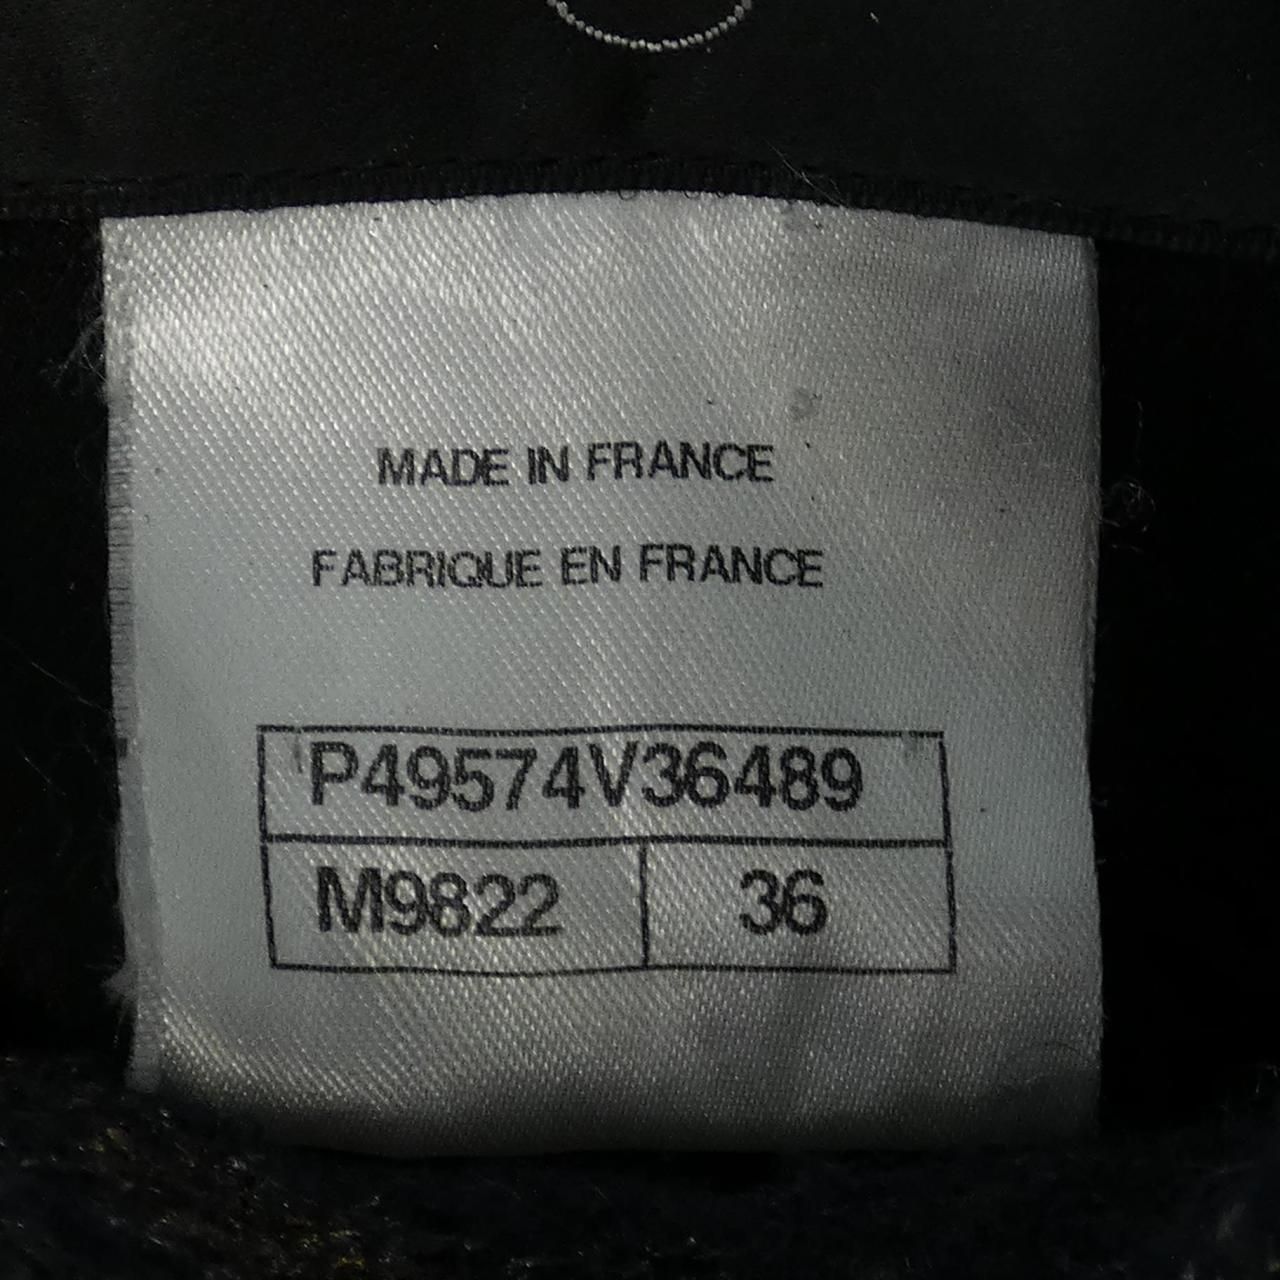 MADE IN FRANCE
FABRIQUE EN FRANCE
P49574V36489
M9822 36